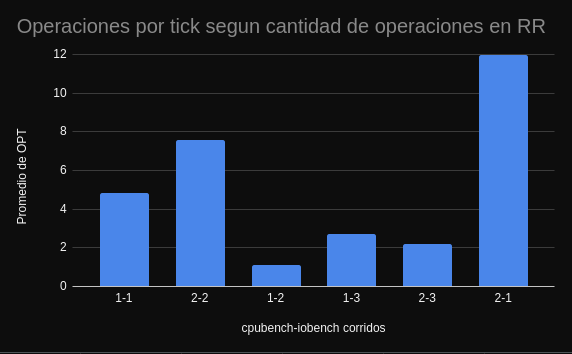 Operaciones por tick segun cantidad de operaciones en RR
Promedio de OPT
12
10
8
6
4
2
0
1-1 2-2 1-2 1-3 2-3 2-1
cpubench-iobench corridos